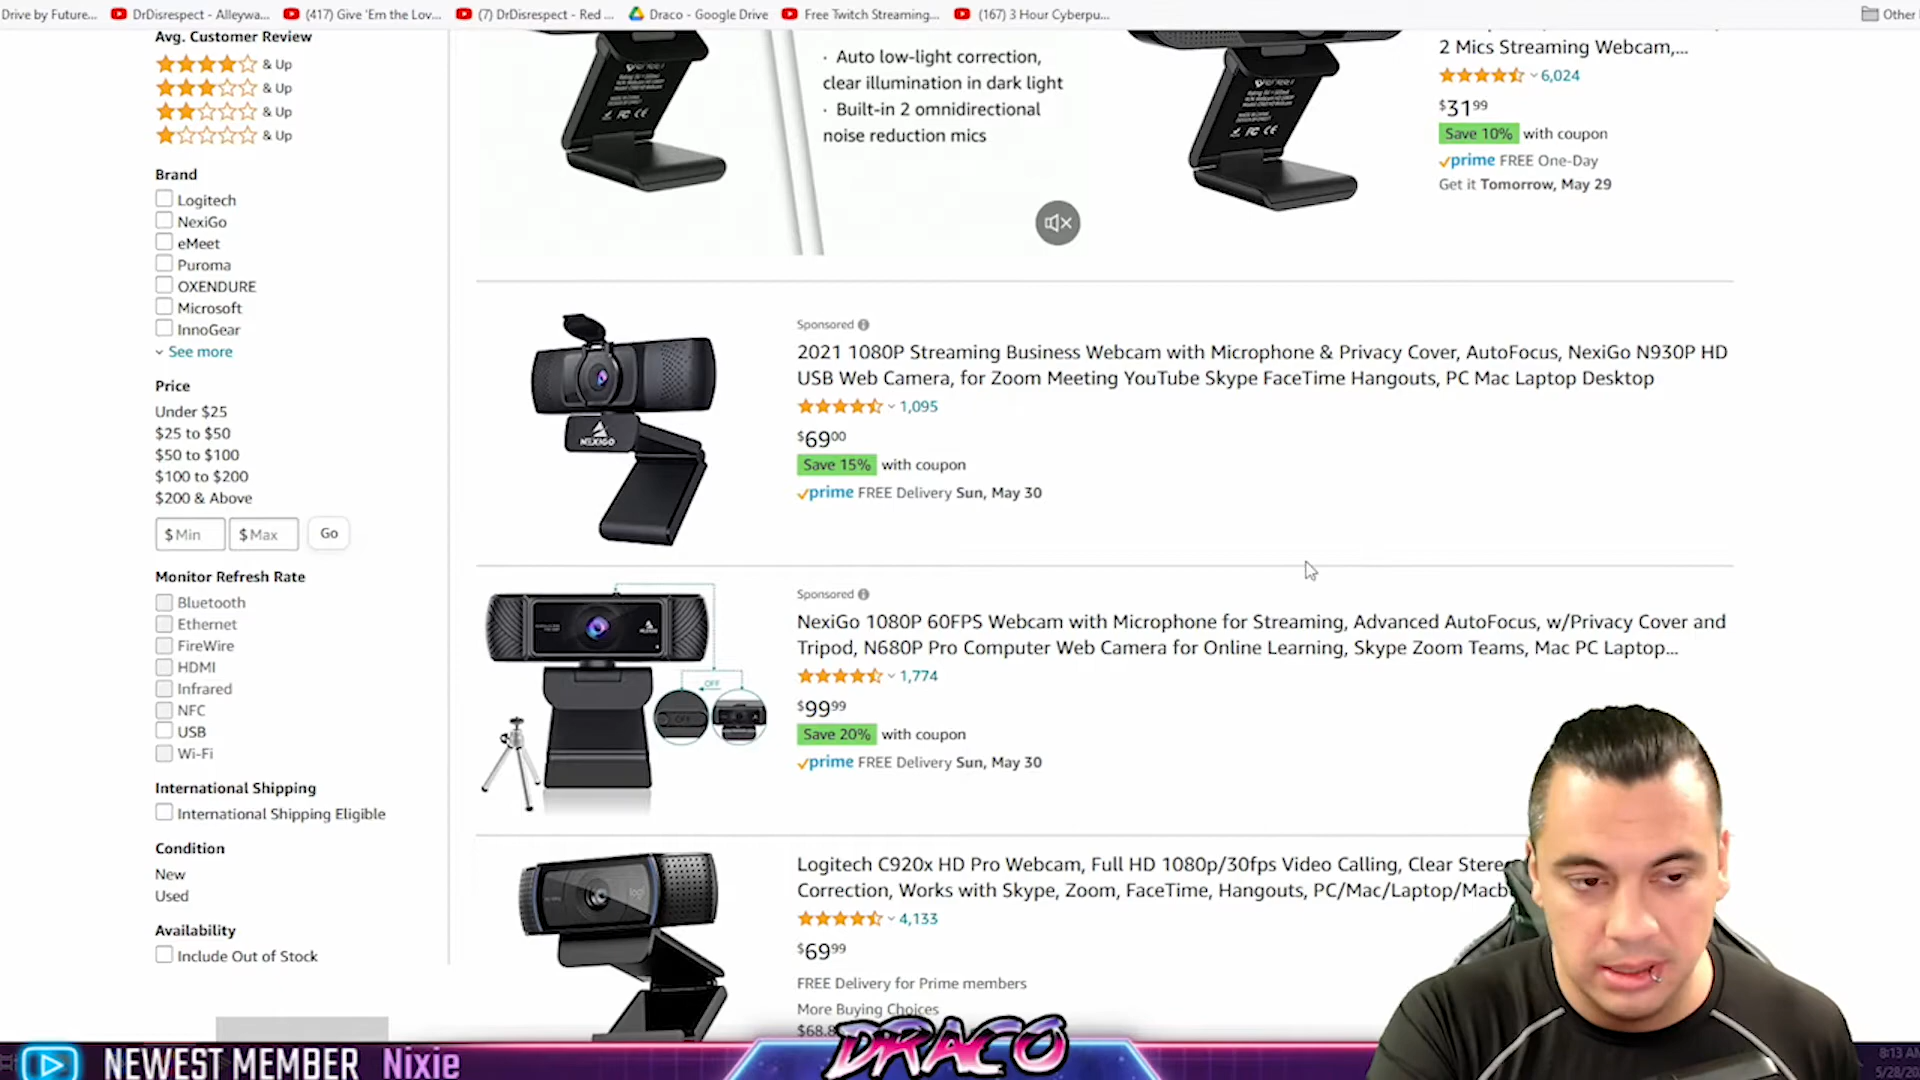 Drive by Future...
DrDisrespect - Alleywa...
(417) Give 'Em the Lov...
(7) DrDisrespect - Red ...
Draco - Google Drive
Free Twitch Streaming...
(167) 3 Hour Cyberpu...
Other
Avg. Customer Review
& Up
& Up
& Up
& Up
Brand
Logitech
NexiGo
eMeet
Puroma
OXENDURE
Microsoft
InnoGear
See more
Price
Under $25
$25 to $50
$50 to $100
$100 to $200
$200 & Above
$ Min
$ Max
Go
Monitor Refresh Rate
Bluetooth
Ethernet
FireWire
HDMI
Infrared
NFC
USB
Wi-Fi
International Shipping
International Shipping Eligible
Condition
New
Used
Availability
Include Out of Stock
· Auto low-light correction,
clear illumination in dark light
· Built-in 2 omnidirectional
noise reduction mics
2 Mics Streaming Webcam,...
6,024
$31 99
Save 10% with coupon
prime FREE One-Day
Get it Tomorrow, May 29
Sponsored
2021 1080P Streaming Business Webcam with Microphone & Privacy Cover, AutoFocus, NexiGo N930P HD
USB Web Camera, for Zoom Meeting YouTube Skype FaceTime Hangouts, PC Mac Laptop Desktop
1,095
$69 00
Save 15% with coupon
prime FREE Delivery Sun, May 30
NEXIGO
Sponsored
NexiGo 1080P 60FPS Webcam with Microphone for Streaming, Advanced AutoFocus, w/Privacy Cover and
Tripod, N680P Pro Computer Web Camera for Online Learning, Skype Zoom Teams, Mac PC Laptop...
1,774
$99 99
Save 20% with coupon
prime FREE Delivery Sun, May 30
OFF
OFF
Logitech C920x HD Pro Webcam, Full HD 1080p/30fps Video Calling, Clear Stere
Correction, Works with Skype, Zoom, FaceTime, Hangouts, PC/Mac/Laptop/Macb
4,133
$69 99
FREE Delivery for Prime members
More Buying Choices
$68.8
logi
DRACO
NEWEST MEMBER Nixie
8:13 AM
5/28/20